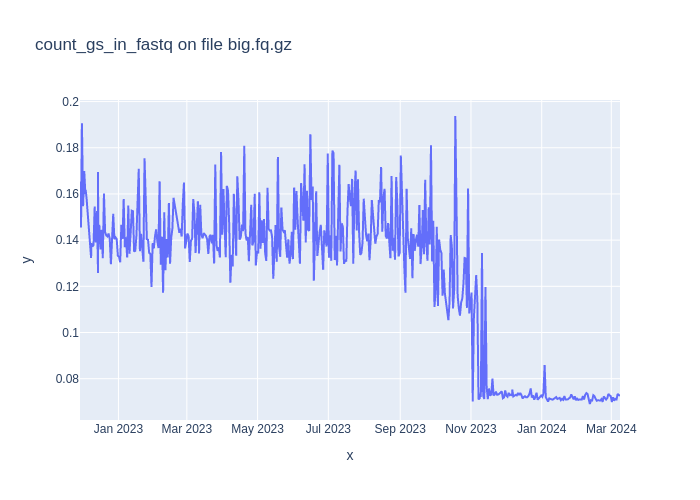 count_gs_in_fastq on file big.fq.gz
0.2
0.18
0.16
0.14
0.12
0.1
0.08
y
Jan 2023 Mar 2023 May 2023 Jul 2023 Sep 2023 Nov 2023 Jan 2024 Mar 2024
x